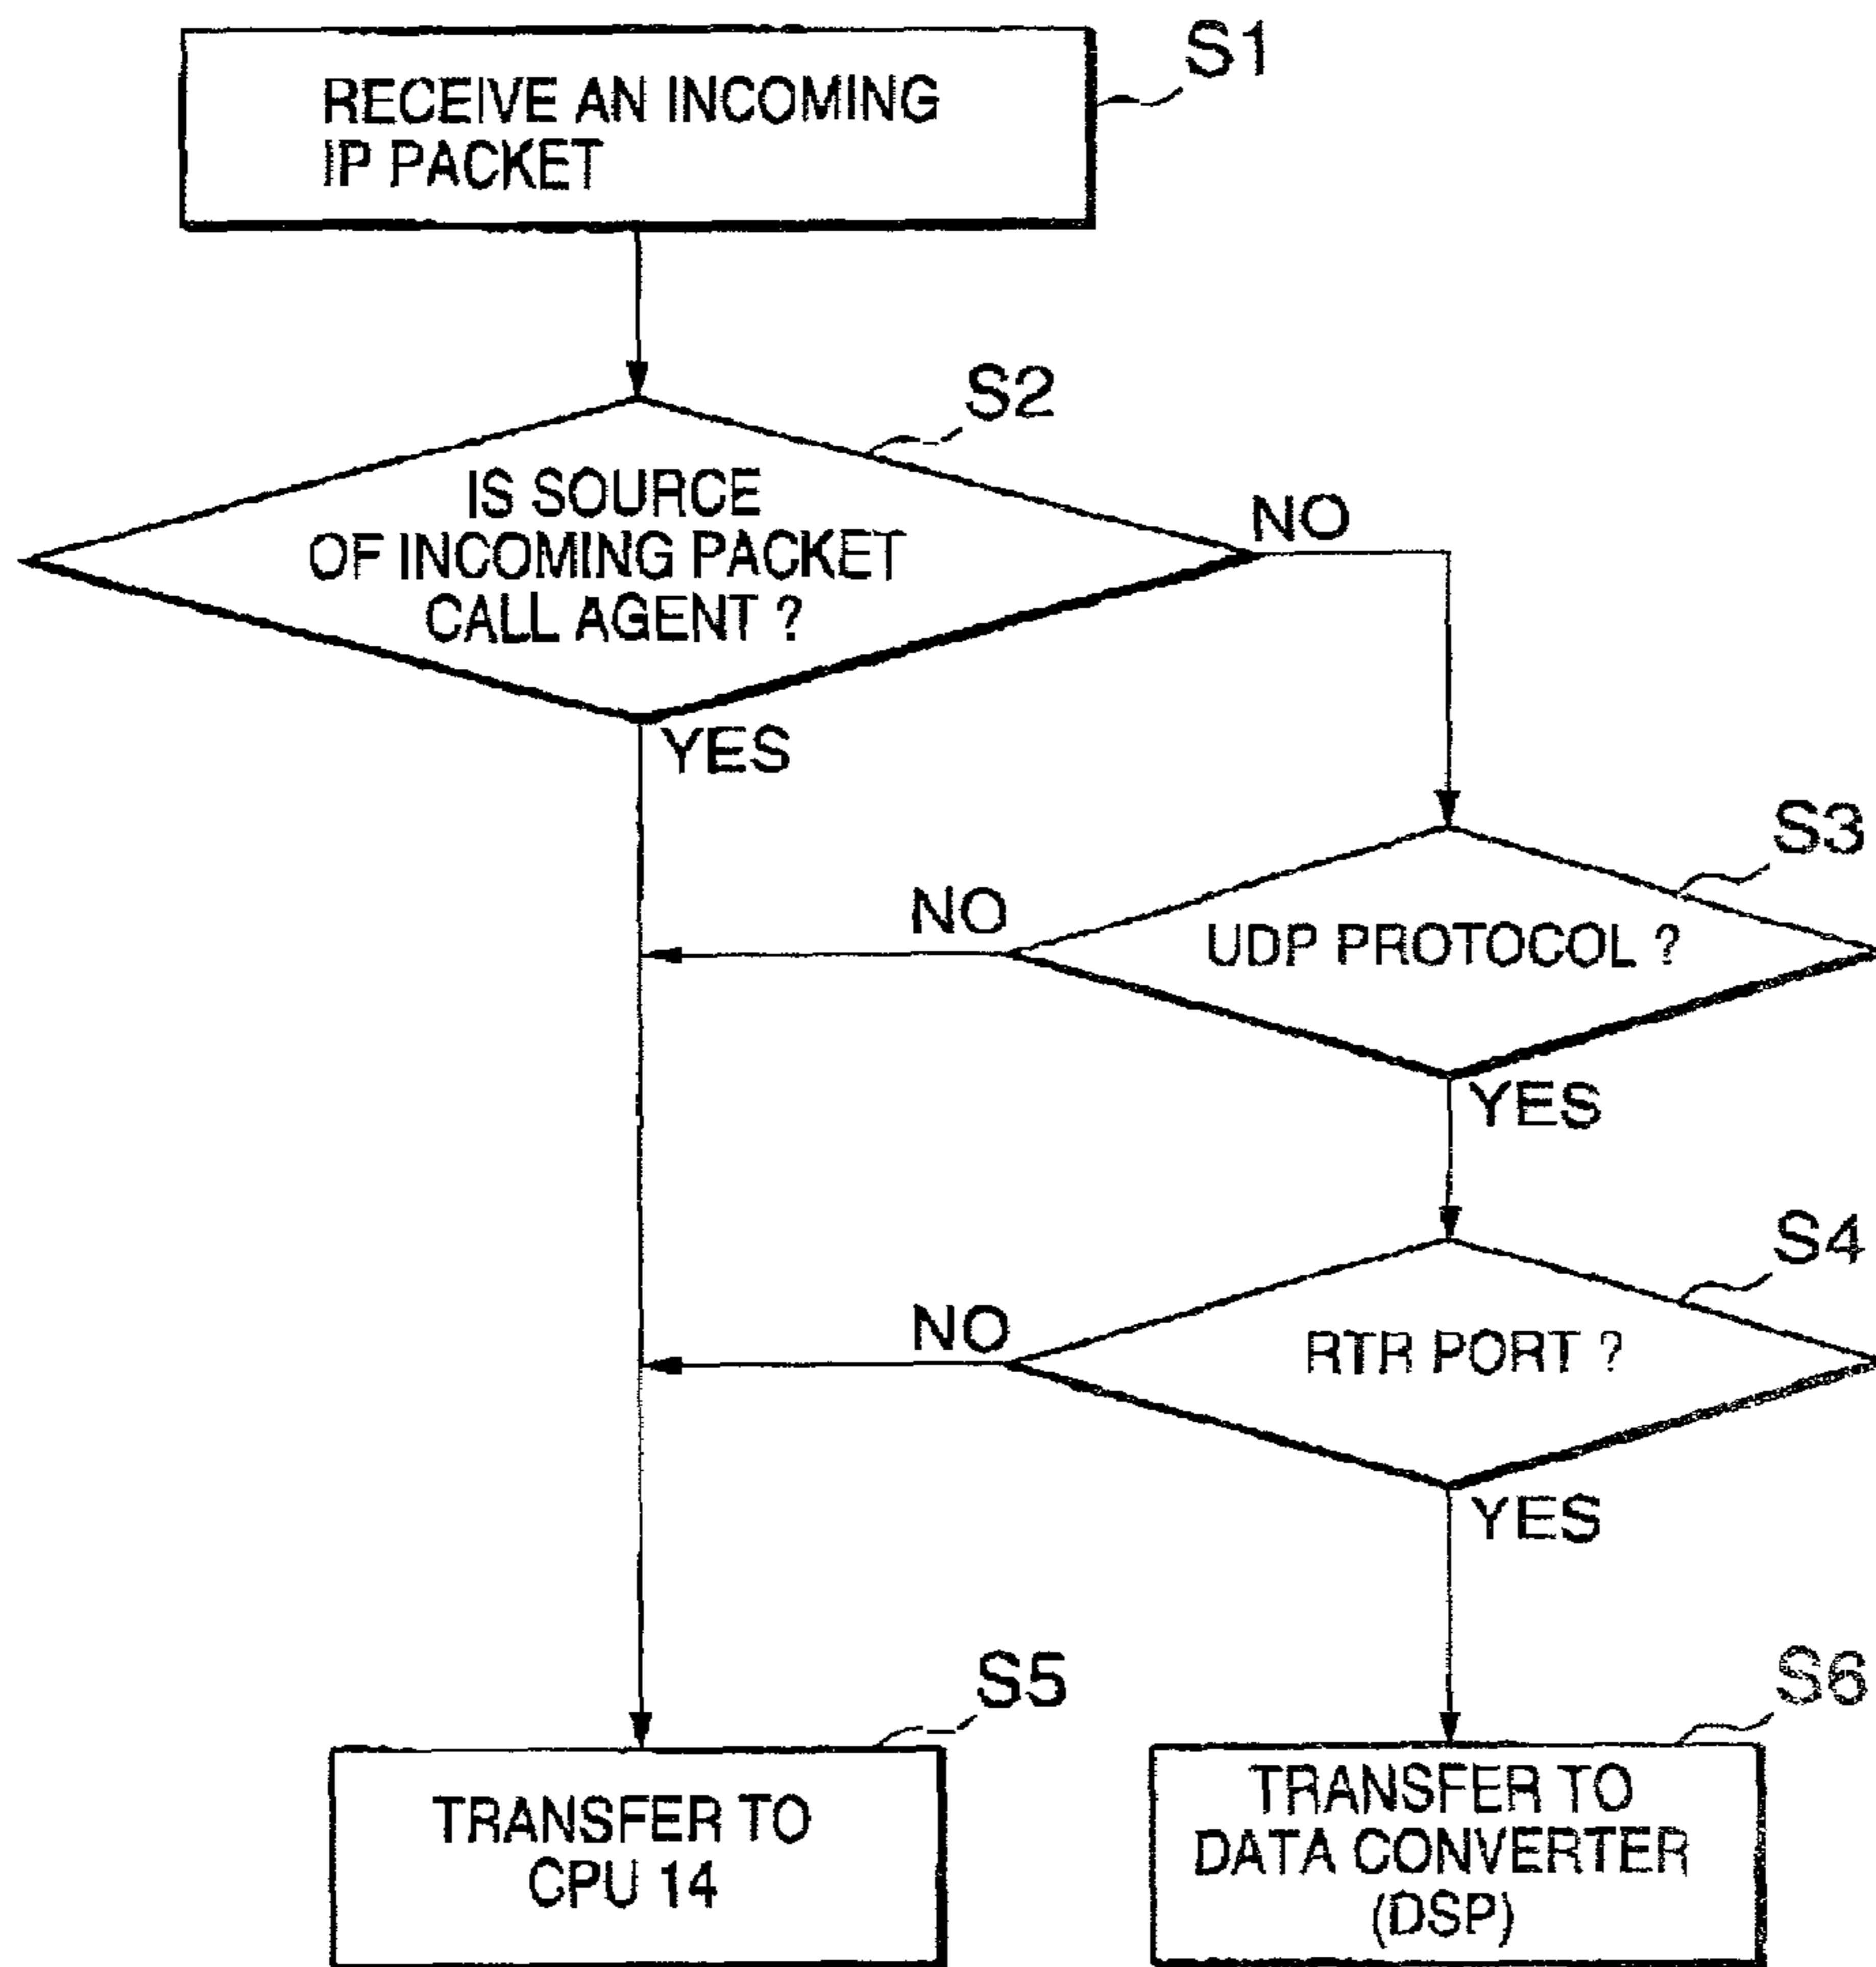 S1
RECEIVE AN INCOMING
IP PACKET
S2
IS SOURCE
OF INCOMING PACKET
CALL AGENT ?
NO
YES
S3
NO
UDP PROTOCOL ?
YES
S4
NO
RTR PORT ?
YES
S5
TRANSFER TO
CPU 14
S6
TRANSFER TO
DATA CONVERTER
(DSP)